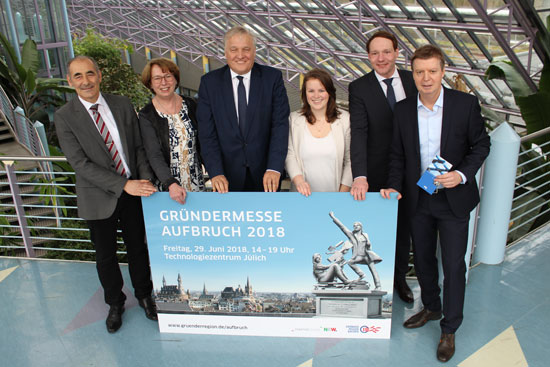 GRÜNDERMESSE
AUFBRUCH 2018
Freitag, 29. Juni 2018, 14 – 19 Uhr
Technologiezentrum Jülich
www.gruenderregion.de/aufbruch